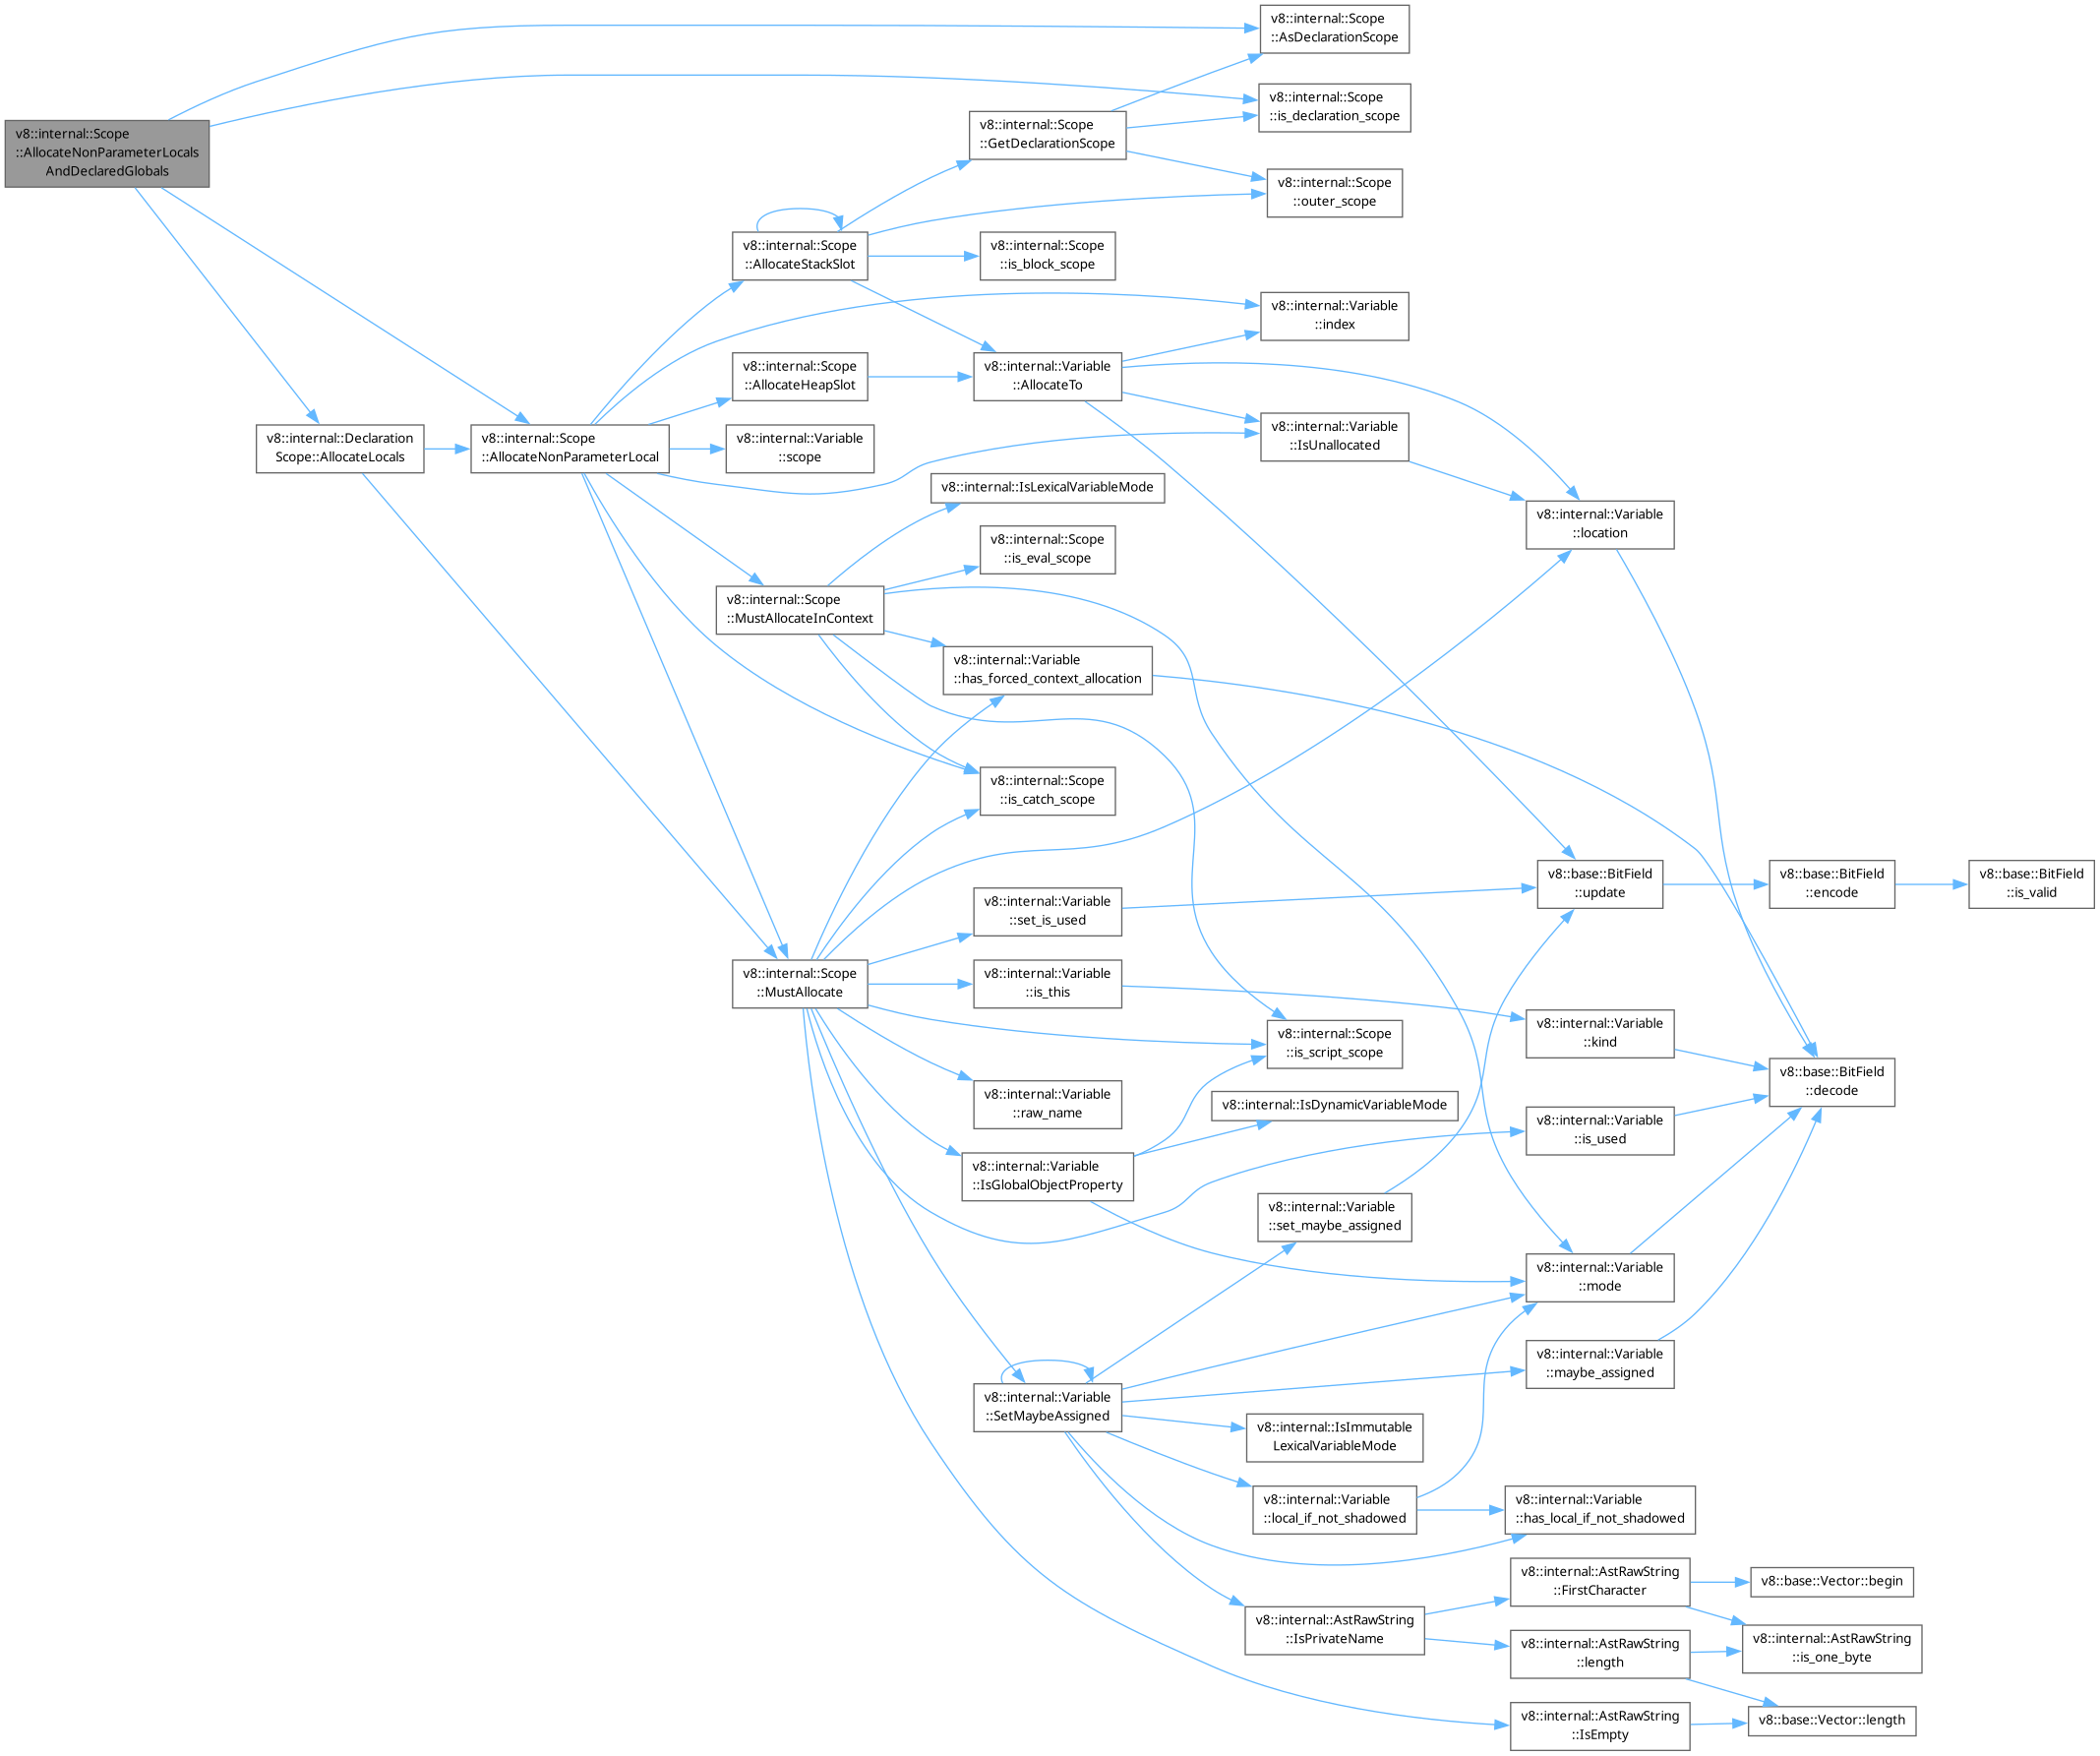 v8::internal::Scope
::AllocateNonParameterLocals
AndDeclaredGlobals
v8::internal::Declaration
Scope::AllocateLocals
v8::internal::Scope
::AllocateNonParameterLocal
v8::internal::Scope
::AllocateStackSlot
v8::internal::Scope
::AllocateHeapSlot
v8::internal::Variable
::scope
v8::internal::Scope
::MustAllocateInContext
v8::internal::Scope
::MustAllocate
v8::internal::Scope
::GetDeclarationScope
v8::internal::Scope
::is_block_scope
v8::internal::Variable
::AllocateTo
v8::internal::IsLexicalVariableMode
v8::internal::Scope
::is_eval_scope
v8::internal::Variable
::has_forced_context_allocation
v8::internal::Scope
::is_catch_scope
v8::internal::Variable
::set_is_used
v8::internal::Variable
::is_this
v8::internal::Variable
::raw_name
v8::internal::Variable
::IsGlobalObjectProperty
v8::internal::Variable
::SetMaybeAssigned
v8::internal::Scope
::AsDeclarationScope
v8::internal::Scope
::is_declaration_scope
v8::internal::Scope
::outer_scope
v8::internal::Variable
::index
v8::internal::Variable
::IsUnallocated
v8::internal::Scope
::is_script_scope
v8::internal::IsDynamicVariableMode
v8::internal::Variable
::set_maybe_assigned
v8::internal::IsImmutable
LexicalVariableMode
v8::internal::Variable
::local_if_not_shadowed
v8::internal::AstRawString
::IsPrivateName
v8::internal::Variable
::location
v8::base::BitField
::update
v8::internal::Variable
::kind
v8::internal::Variable
::is_used
v8::internal::Variable
::mode
v8::internal::Variable
::maybe_assigned
v8::internal::Variable
::has_local_if_not_shadowed
v8::internal::AstRawString
::FirstCharacter
v8::internal::AstRawString
::length
v8::internal::AstRawString
::IsEmpty
v8::base::BitField
::encode
v8::base::BitField
::decode
v8::base::Vector::begin
v8::internal::AstRawString
::is_one_byte
v8::base::Vector::length
v8::base::BitField
::is_valid